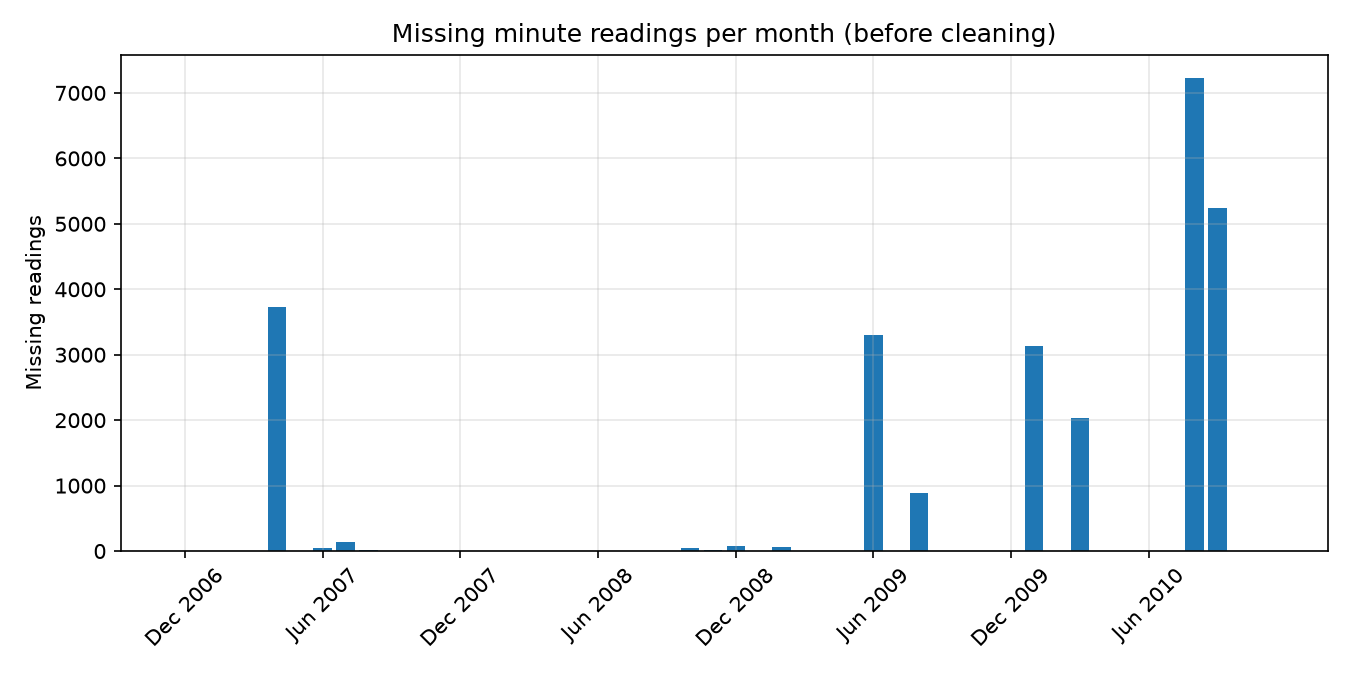 Missing minute readings per month (before cleaning)
Missing readings
7000
6000
5000
4000
3000
2000
1000
0
Dec 2006
Jun 2007
Dec 2007
Jun 2008
Dec 2008
Jun 2009
Dec 2009
Jun 2010